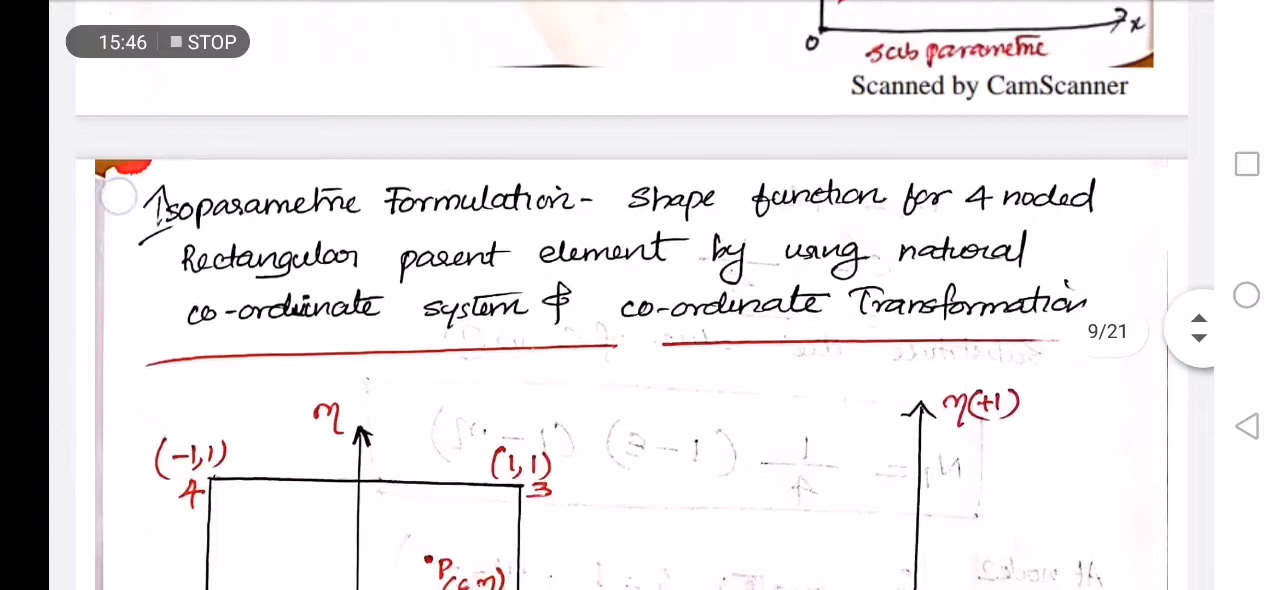 15:46 STOP
0
x
sub parametric
Scanned by CamScanner
Isoparametric Formulation - Shape function for 4 noded
Rectangular parent element by using natural
co-ordinate system & co-ordinate Transformation
9/21
η
η(+1)
(-1,1)
(1,1)
4
3
P